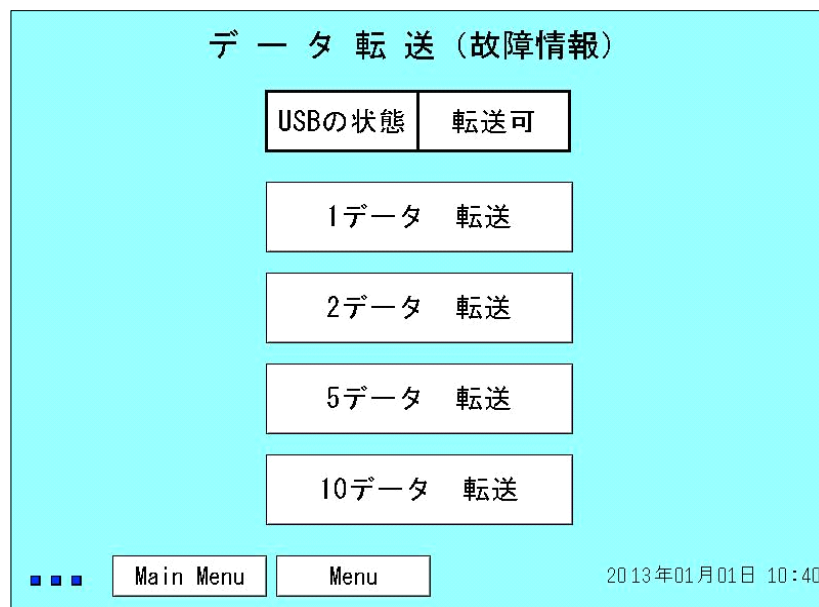 データ転送(故障情報)
USBの状態 転送可
1データ 転送
2データ 転送
5データ 転送
10データ 転送
Main Menu Menu 2013年01月01日 10:40